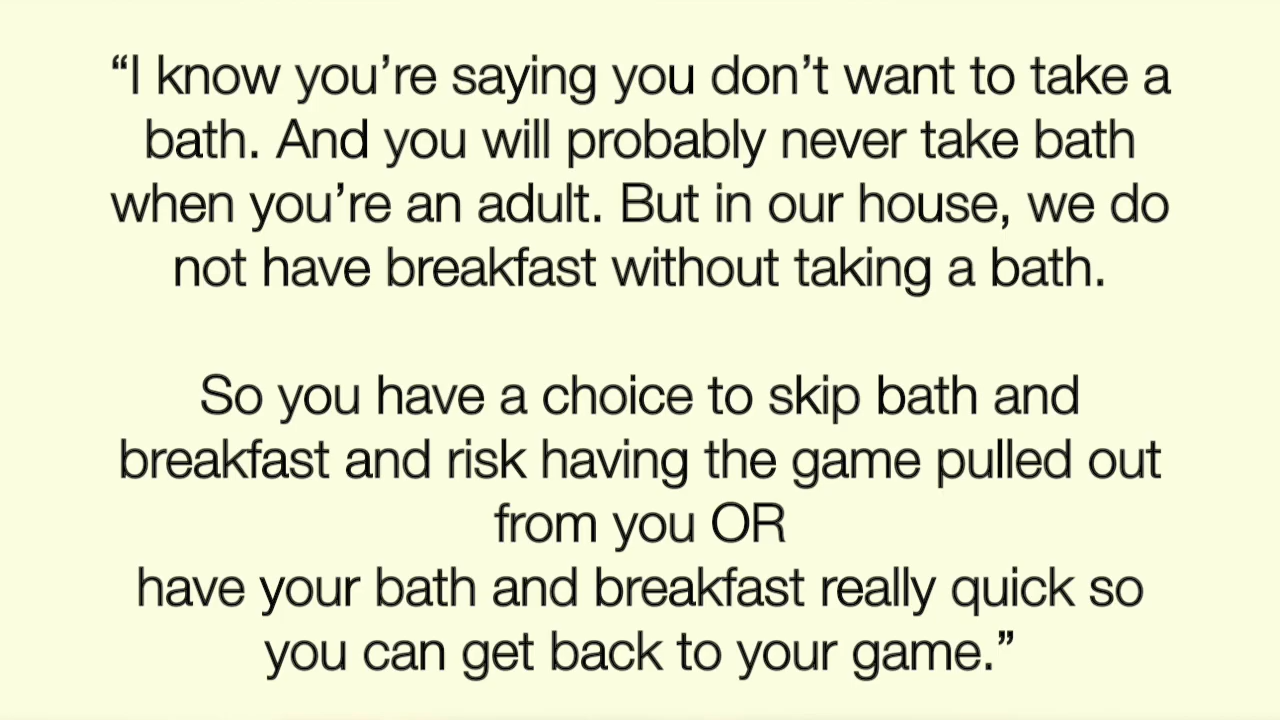 “I know you’re saying you don’t want to take a
bath. And you will probably never take bath
when you’re an adult. But in our house, we do
not have breakfast without taking a bath.
So you have a choice to skip bath and
breakfast and risk having the game pulled out
from you OR
have your bath and breakfast really quick so
you can get back to your game.”